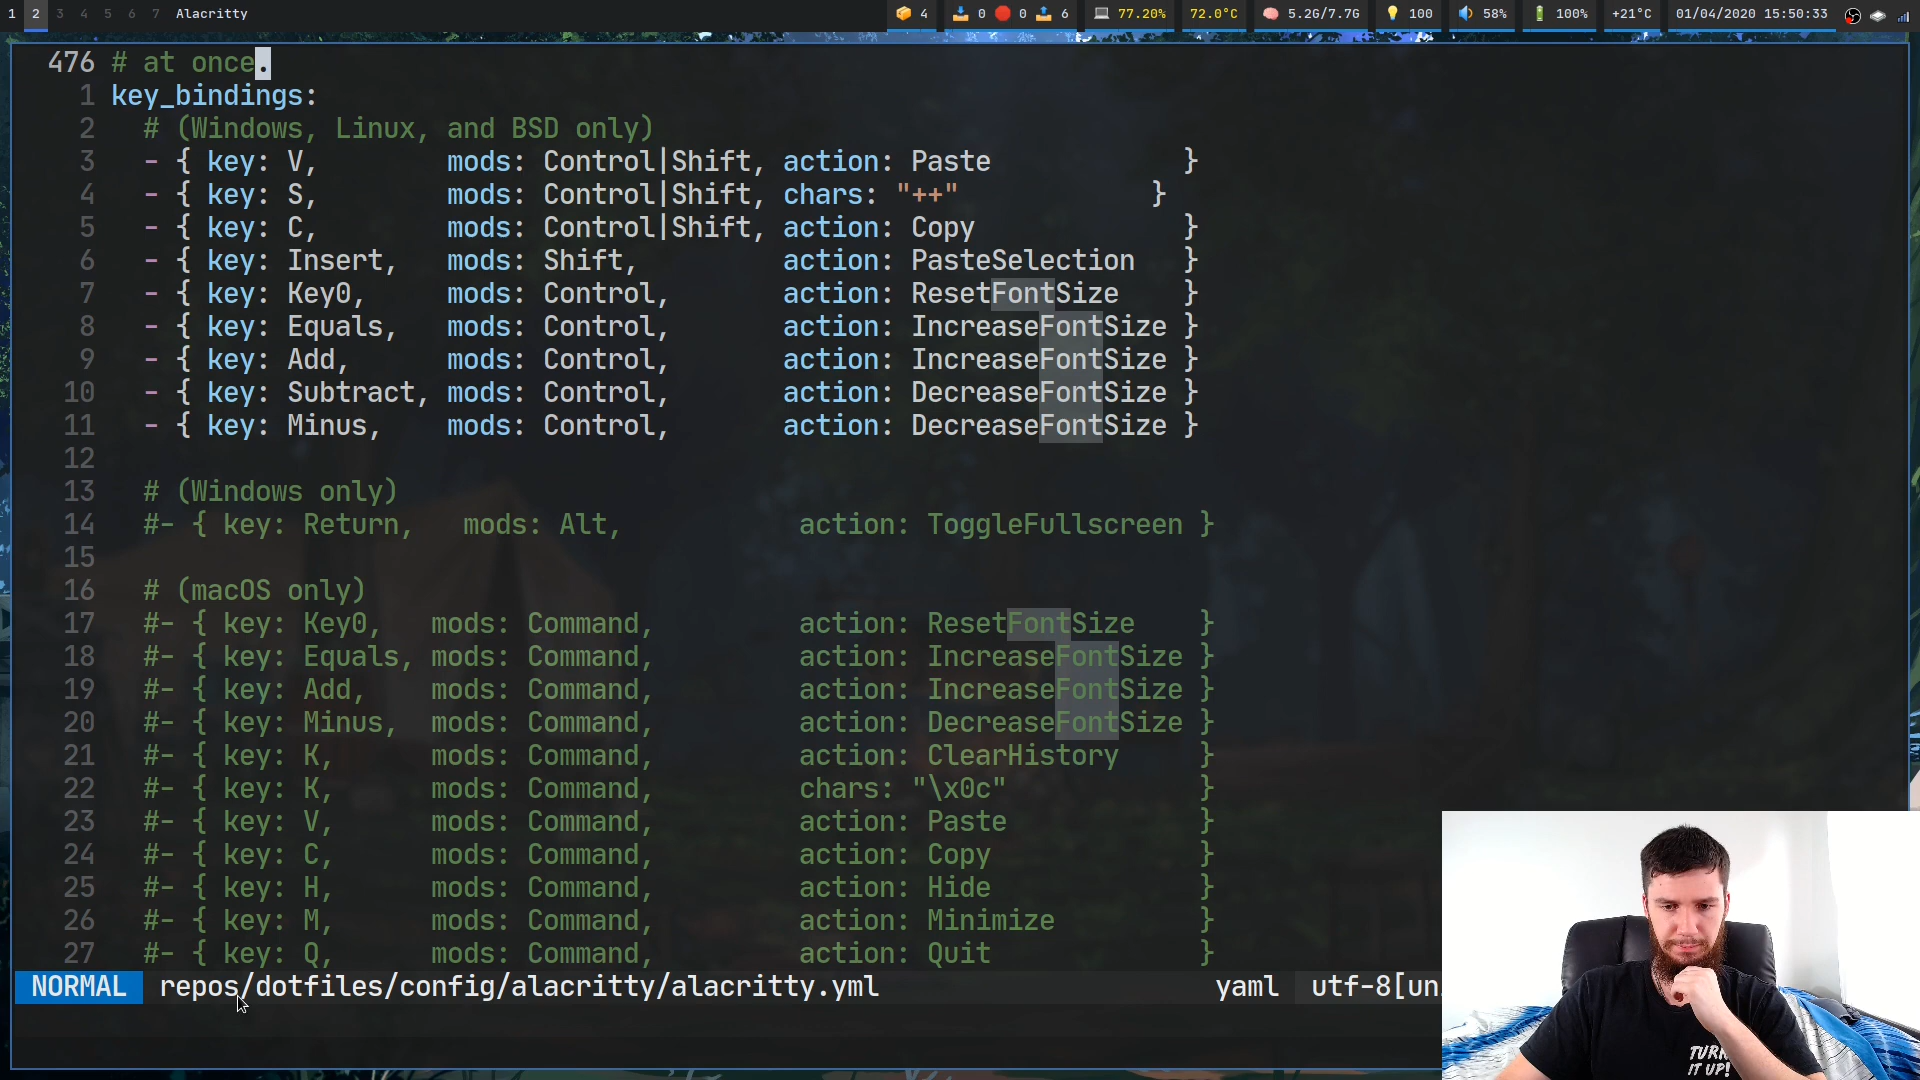 1 2 3 4 5 6 7 Alacritty 4 0 0 6 77.20% 72.0°C 5.2G/7.7G 100 58% 100% +21°C 01/04/2020 15:50:33
476 # at once.
1 key_bindings:
2 # (Windows, Linux, and BSD only)
3 - { key: V, mods: Control|Shift, action: Paste }
4 - { key: S, mods: Control|Shift, chars: "++" }
5 - { key: C, mods: Control|Shift, action: Copy }
6 - { key: Insert, mods: Shift, action: PasteSelection }
7 - { key: Key0, mods: Control, action: ResetFontSize }
8 - { key: Equals, mods: Control, action: IncreaseFontSize }
9 - { key: Add, mods: Control, action: IncreaseFontSize }
10 - { key: Subtract, mods: Control, action: DecreaseFontSize }
11 - { key: Minus, mods: Control, action: DecreaseFontSize }
12
13 # (Windows only)
14 #- { key: Return, mods: Alt, action: ToggleFullscreen }
15
16 # (macOS only)
17 #- { key: Key0, mods: Command, action: ResetFontSize }
18 #- { key: Equals, mods: Command, action: IncreaseFontSize }
19 #- { key: Add, mods: Command, action: IncreaseFontSize }
20 #- { key: Minus, mods: Command, action: DecreaseFontSize }
21 #- { key: K, mods: Command, action: ClearHistory }
22 #- { key: K, mods: Command, chars: "\x0c" }
23 #- { key: V, mods: Command, action: Paste }
24 #- { key: C, mods: Command, action: Copy }
25 #- { key: H, mods: Command, action: Hide }
26 #- { key: M, mods: Command, action: Minimize }
27 #- { key: Q, mods: Command, action: Quit }
NORMAL repos/dotfiles/config/alacritty/alacritty.yml yaml utf-8[un
TURN
IT UP!